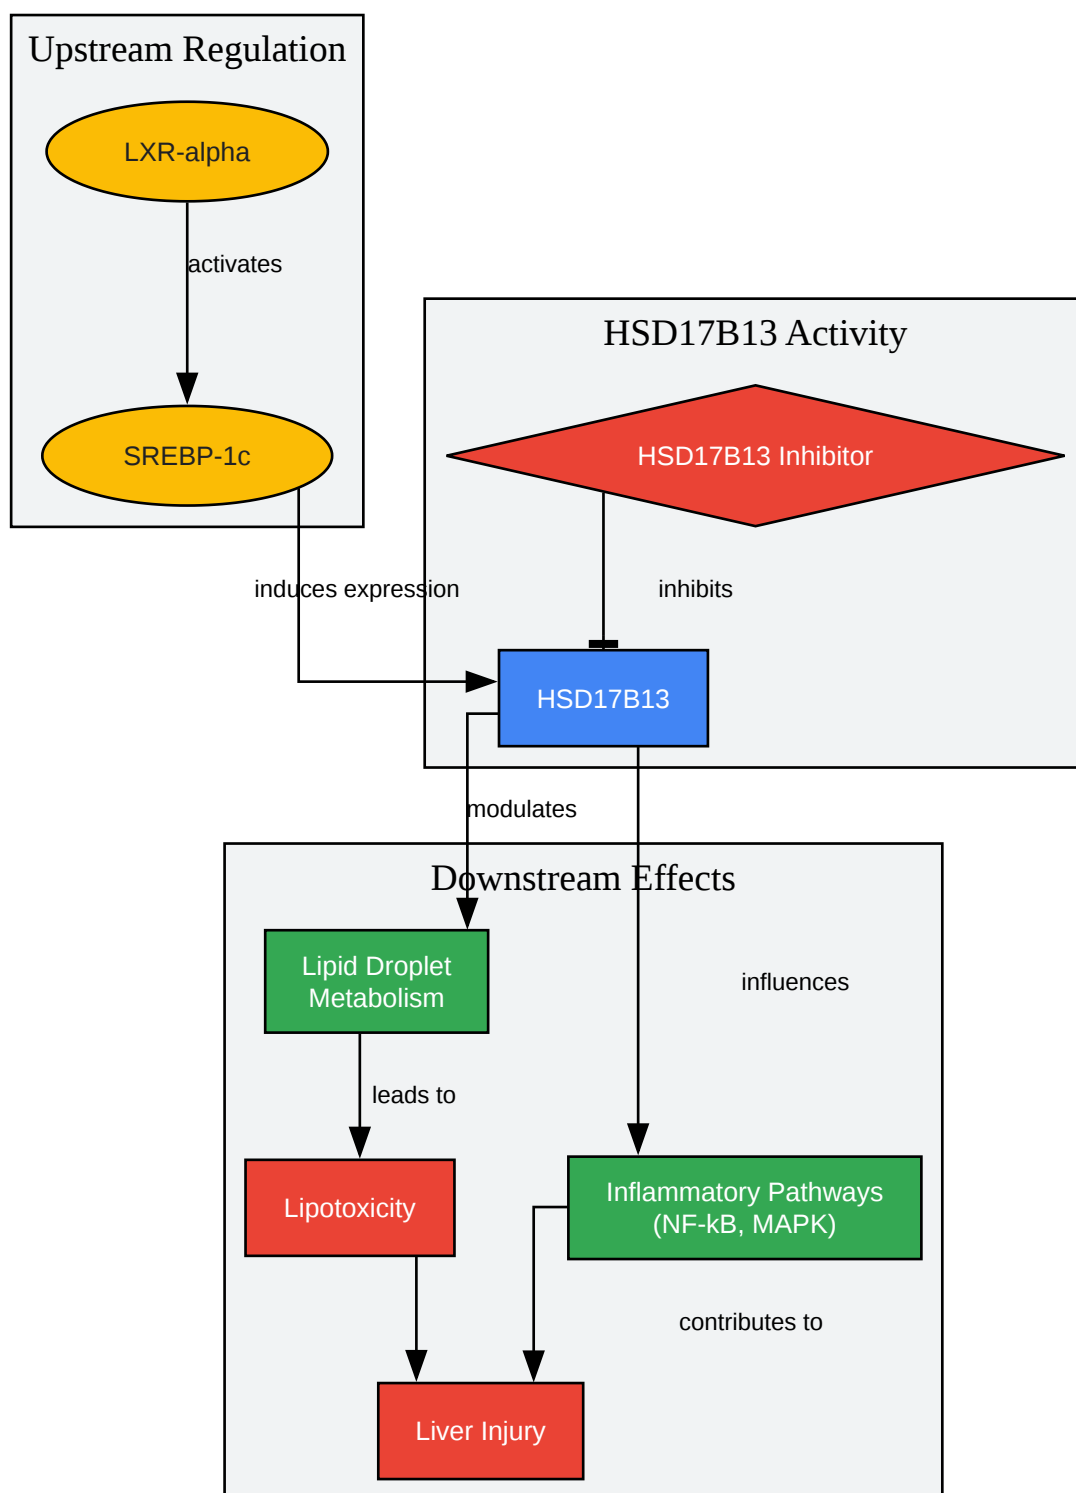 Upstream Regulation
LXR-alpha
activates
SREBP-1c
HSD17B13 Activity
HSD17B13 Inhibitor
induces expression
inhibits
HSD17B13
modulates
Downstream Effects
Lipid Droplet
Metabolism
influences
leads to
Lipotoxicity
Inflammatory Pathways
(NF-kB, MAPK)
contributes to
Liver Injury